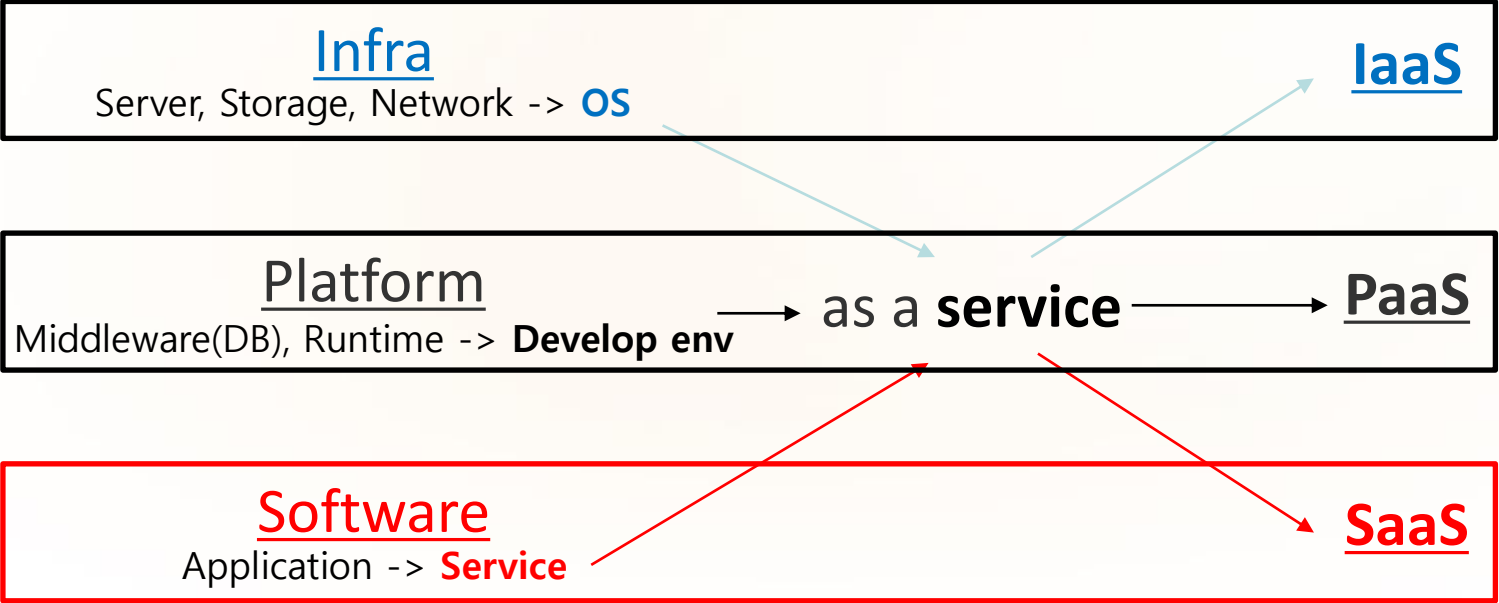 Infra
Server, Storage, Network -> OS
IaaS
Platform
Middleware(DB), Runtime -> Develop env
as a service
PaaS
Software
Application -> Service
SaaS